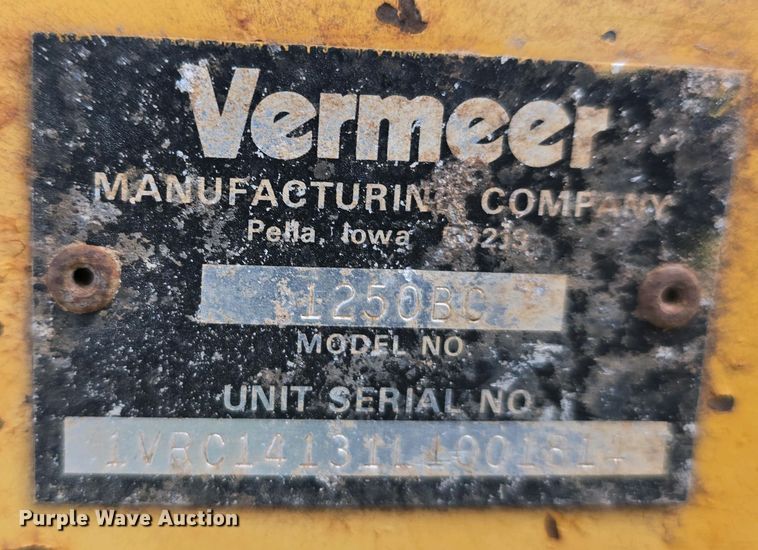 Vermeer
MANUFACTURING COMPANY
Pella, Iowa
1250BC
MODEL NO.
UNIT SERIAL NO.
Purple Wave Auction